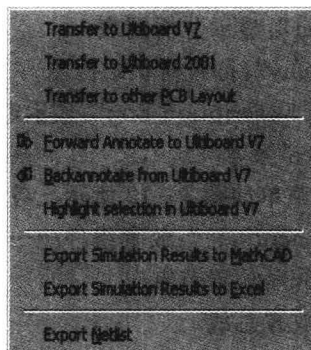 Transfer to Ultiboard V7
Transfer to Ultiboard 2001
Transfer to other PCB Layout
Forward Annotate to Ultiboard V7
Backannotate from Ultiboard V7
Highlight selection in Ultiboard V7
Export Simulation Results to MathCAD
Export Simulation Results to Excel
Export Netlist